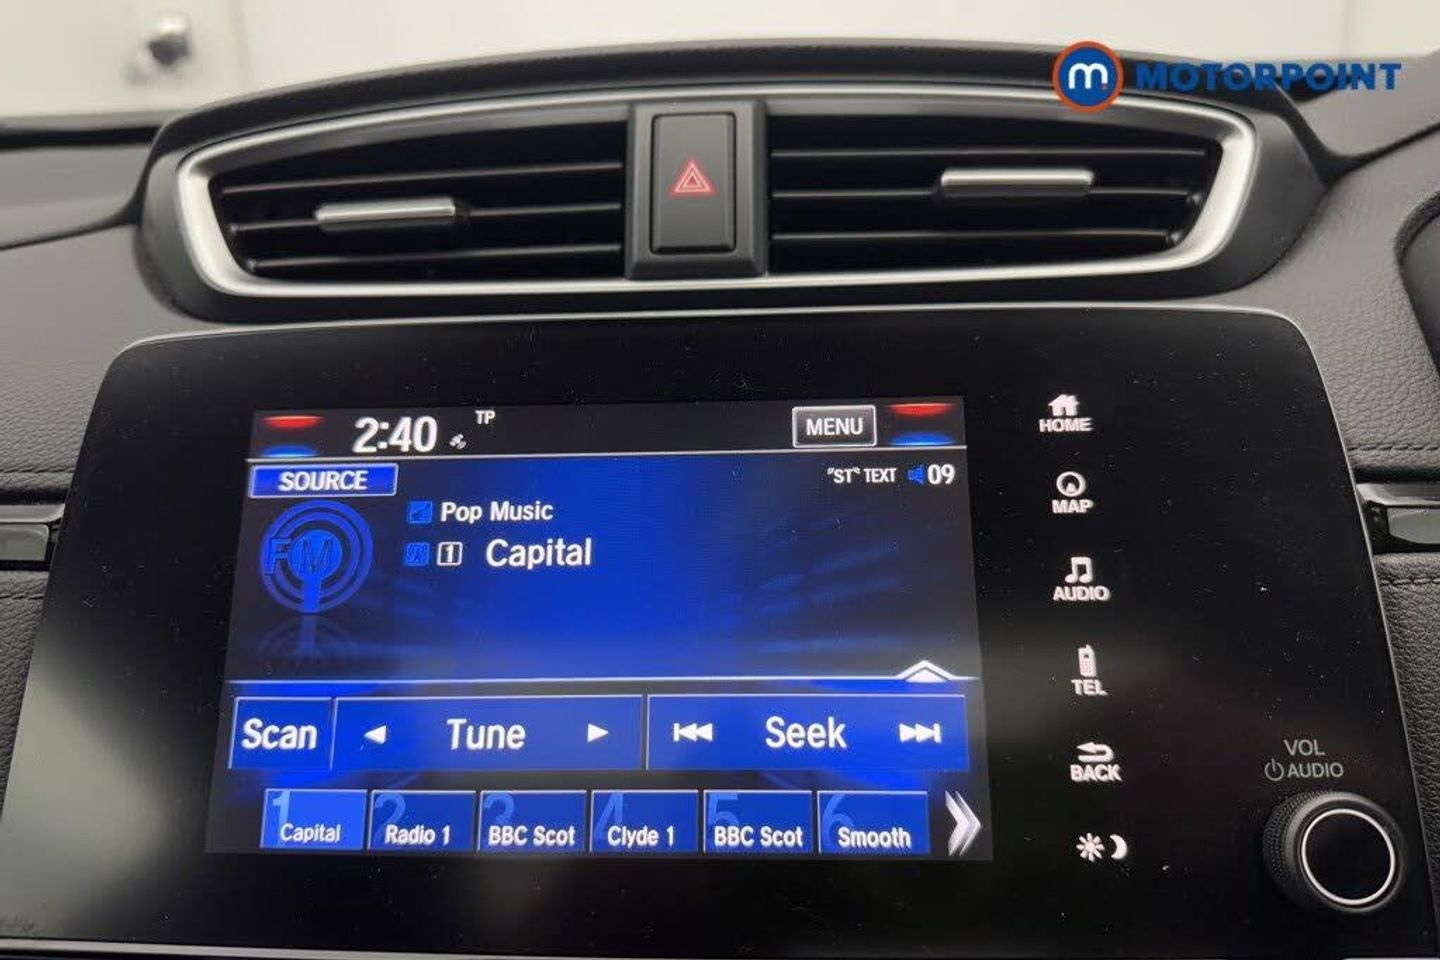 m MOTORPOINT
2:40 TP MENU
SOURCE "ST" TEXT 09
FM Pop Music
1 Capital
Scan Tune Seek
1 Capital 2 Radio 1 3 BBC Scot 4 Clyde 1 5 BBC Scot 6 Smooth
HOME
MAP
AUDIO
TEL
BACK
VOL
AUDIO